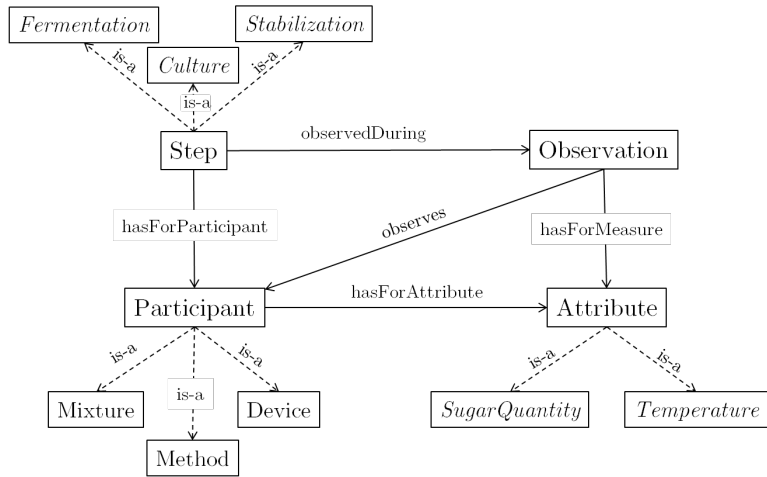 Fermentation
Stabilization
Culture
is-a
is-a
is-a
Step
observedDuring
Observation
hasForParticipant
observes
hasForMeasure
Participant
hasForAttribute
Attribute
is-a
is-a
is-a
is-a
is-a
Mixture
Device
SugarQuantity
Temperature
Method